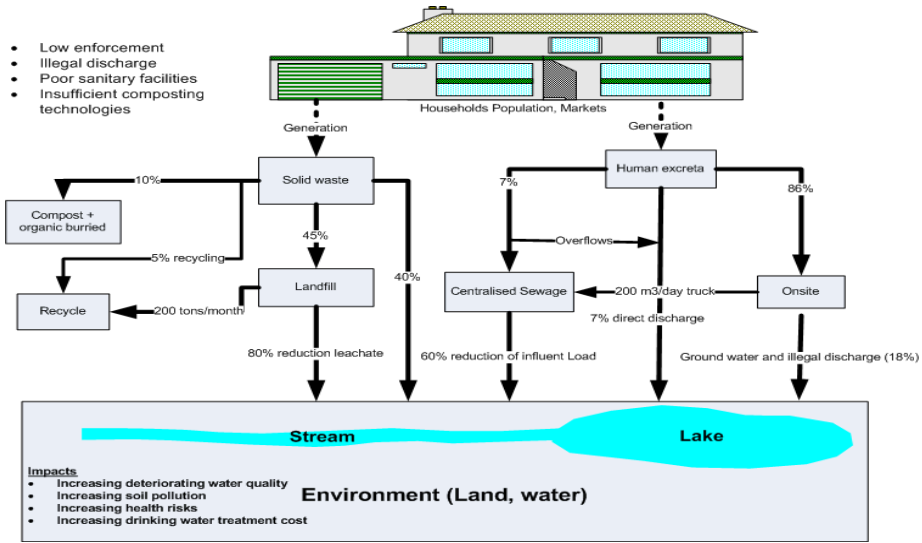 • Low enforcement
• Illegal discharge
• Poor sanitary facilities
• Insufficient composting
technologies
Households Population, Markets
Generation
Generation
Solid waste
Human excreta
10%
7%
86%
Compost +
organic burried
45%
Overflows
5% recycling
40%
Recycle
200 tons/month
Landfill
Centralised Sewage
200 m3/day truck
Onsite
7% direct discharge
80% reduction leachate
60% reduction of influent Load
Ground water and illegal discharge (18%)
Stream
Lake
Impacts
• Increasing deteriorating water quality
• Increasing soil pollution
• Increasing health risks
• Increasing drinking water treatment cost
Environment (Land, water)